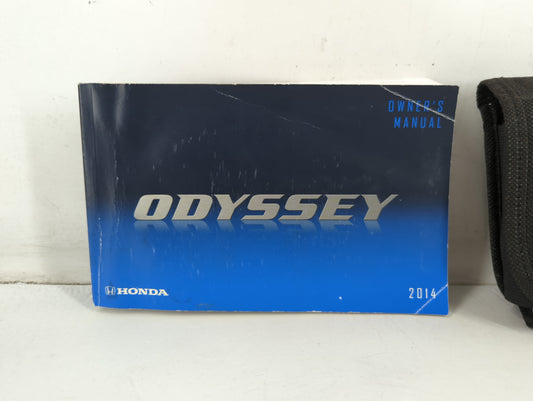 OWNER'S
MANUAL
ODYSSEY
HONDA
2014